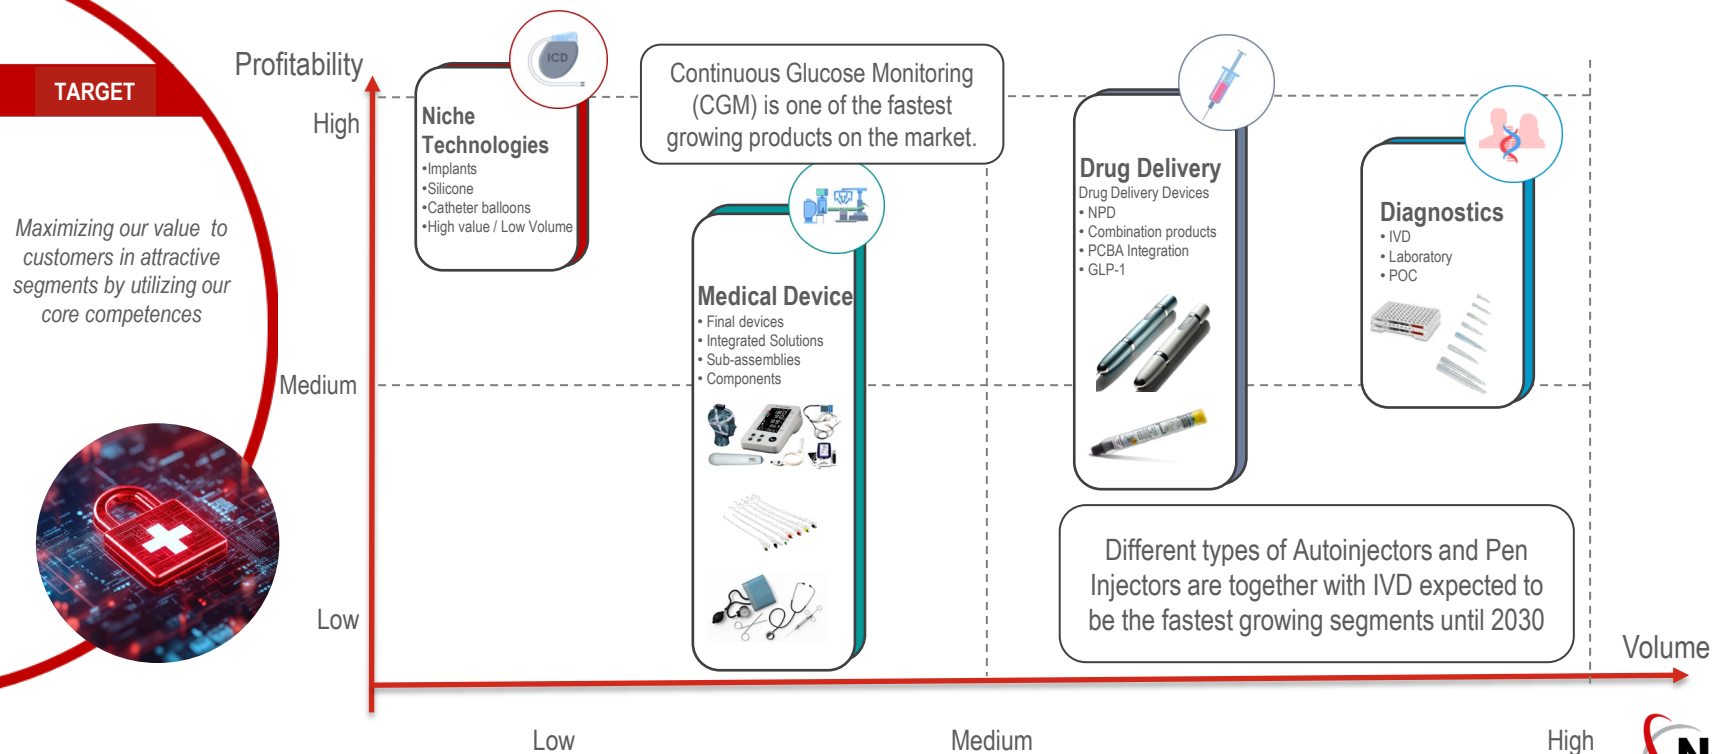 TARGET
Maximizing our value to
customers in attractive
segments by utilizing our
core competences
Profitability
High
Medium
Low
ICD
Niche
Technologies
•Implants
•Silicone
•Catheter balloons
•High value / Low Volume
Continuous Glucose Monitoring
(CGM) is one of the fastest
growing products on the market.
Medical Device
• Final devices
• Integrated Solutions
• Sub-assemblies
• Components
Drug Delivery
Drug Delivery Devices
• NPD
• Combination products
• PCBA Integration
• GLP-1
Diagnostics
• IVD
• Laboratory
• POC
Different types of Autoinjectors and Pen
Injectors are together with IVD expected to
be the fastest growing segments until 2030
Volume
Low
Medium
High
N